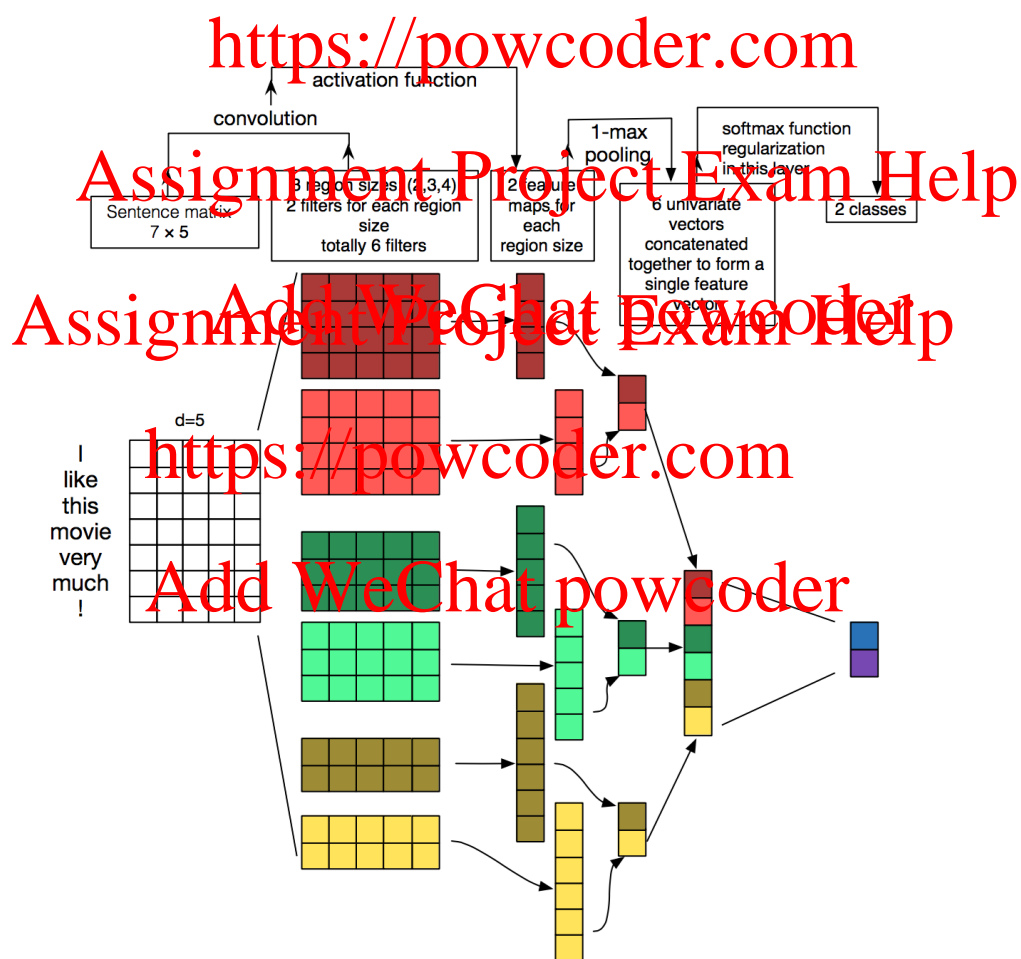 https://powcoder.com
activation function
convolution
1-max
pooling
softmax function
regularization
in this layer
Assignment Project Exam Help
Sentence matrix
7 × 5
3 region sizes: (2,3,4)
2 filters for each region
size
totally 6 filters
2 feature
maps for
each
region size
6 univariate
vectors
concatenated
together to form a
single feature
vector
2 classes
Add WeChat powcoder
Assignment Project Exam Help
d=5
I
like
this
movie
very
much
!
https://powcoder.com
Add WeChat powcoder